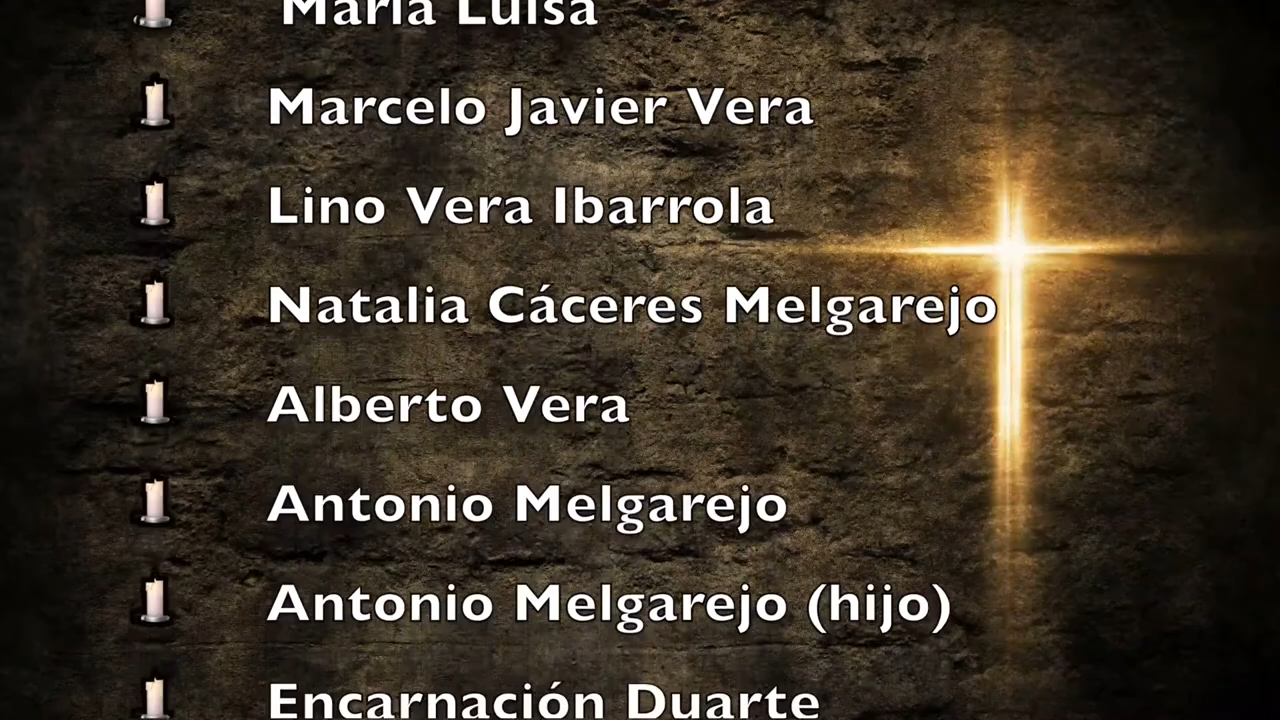 María Luisa
Marcelo Javier Vera
Lino Vera Ibarrola
Natalia Cáceres Melgarejo
Alberto Vera
Antonio Melgarejo
Antonio Melgarejo (hijo)
Encarnación Duarte